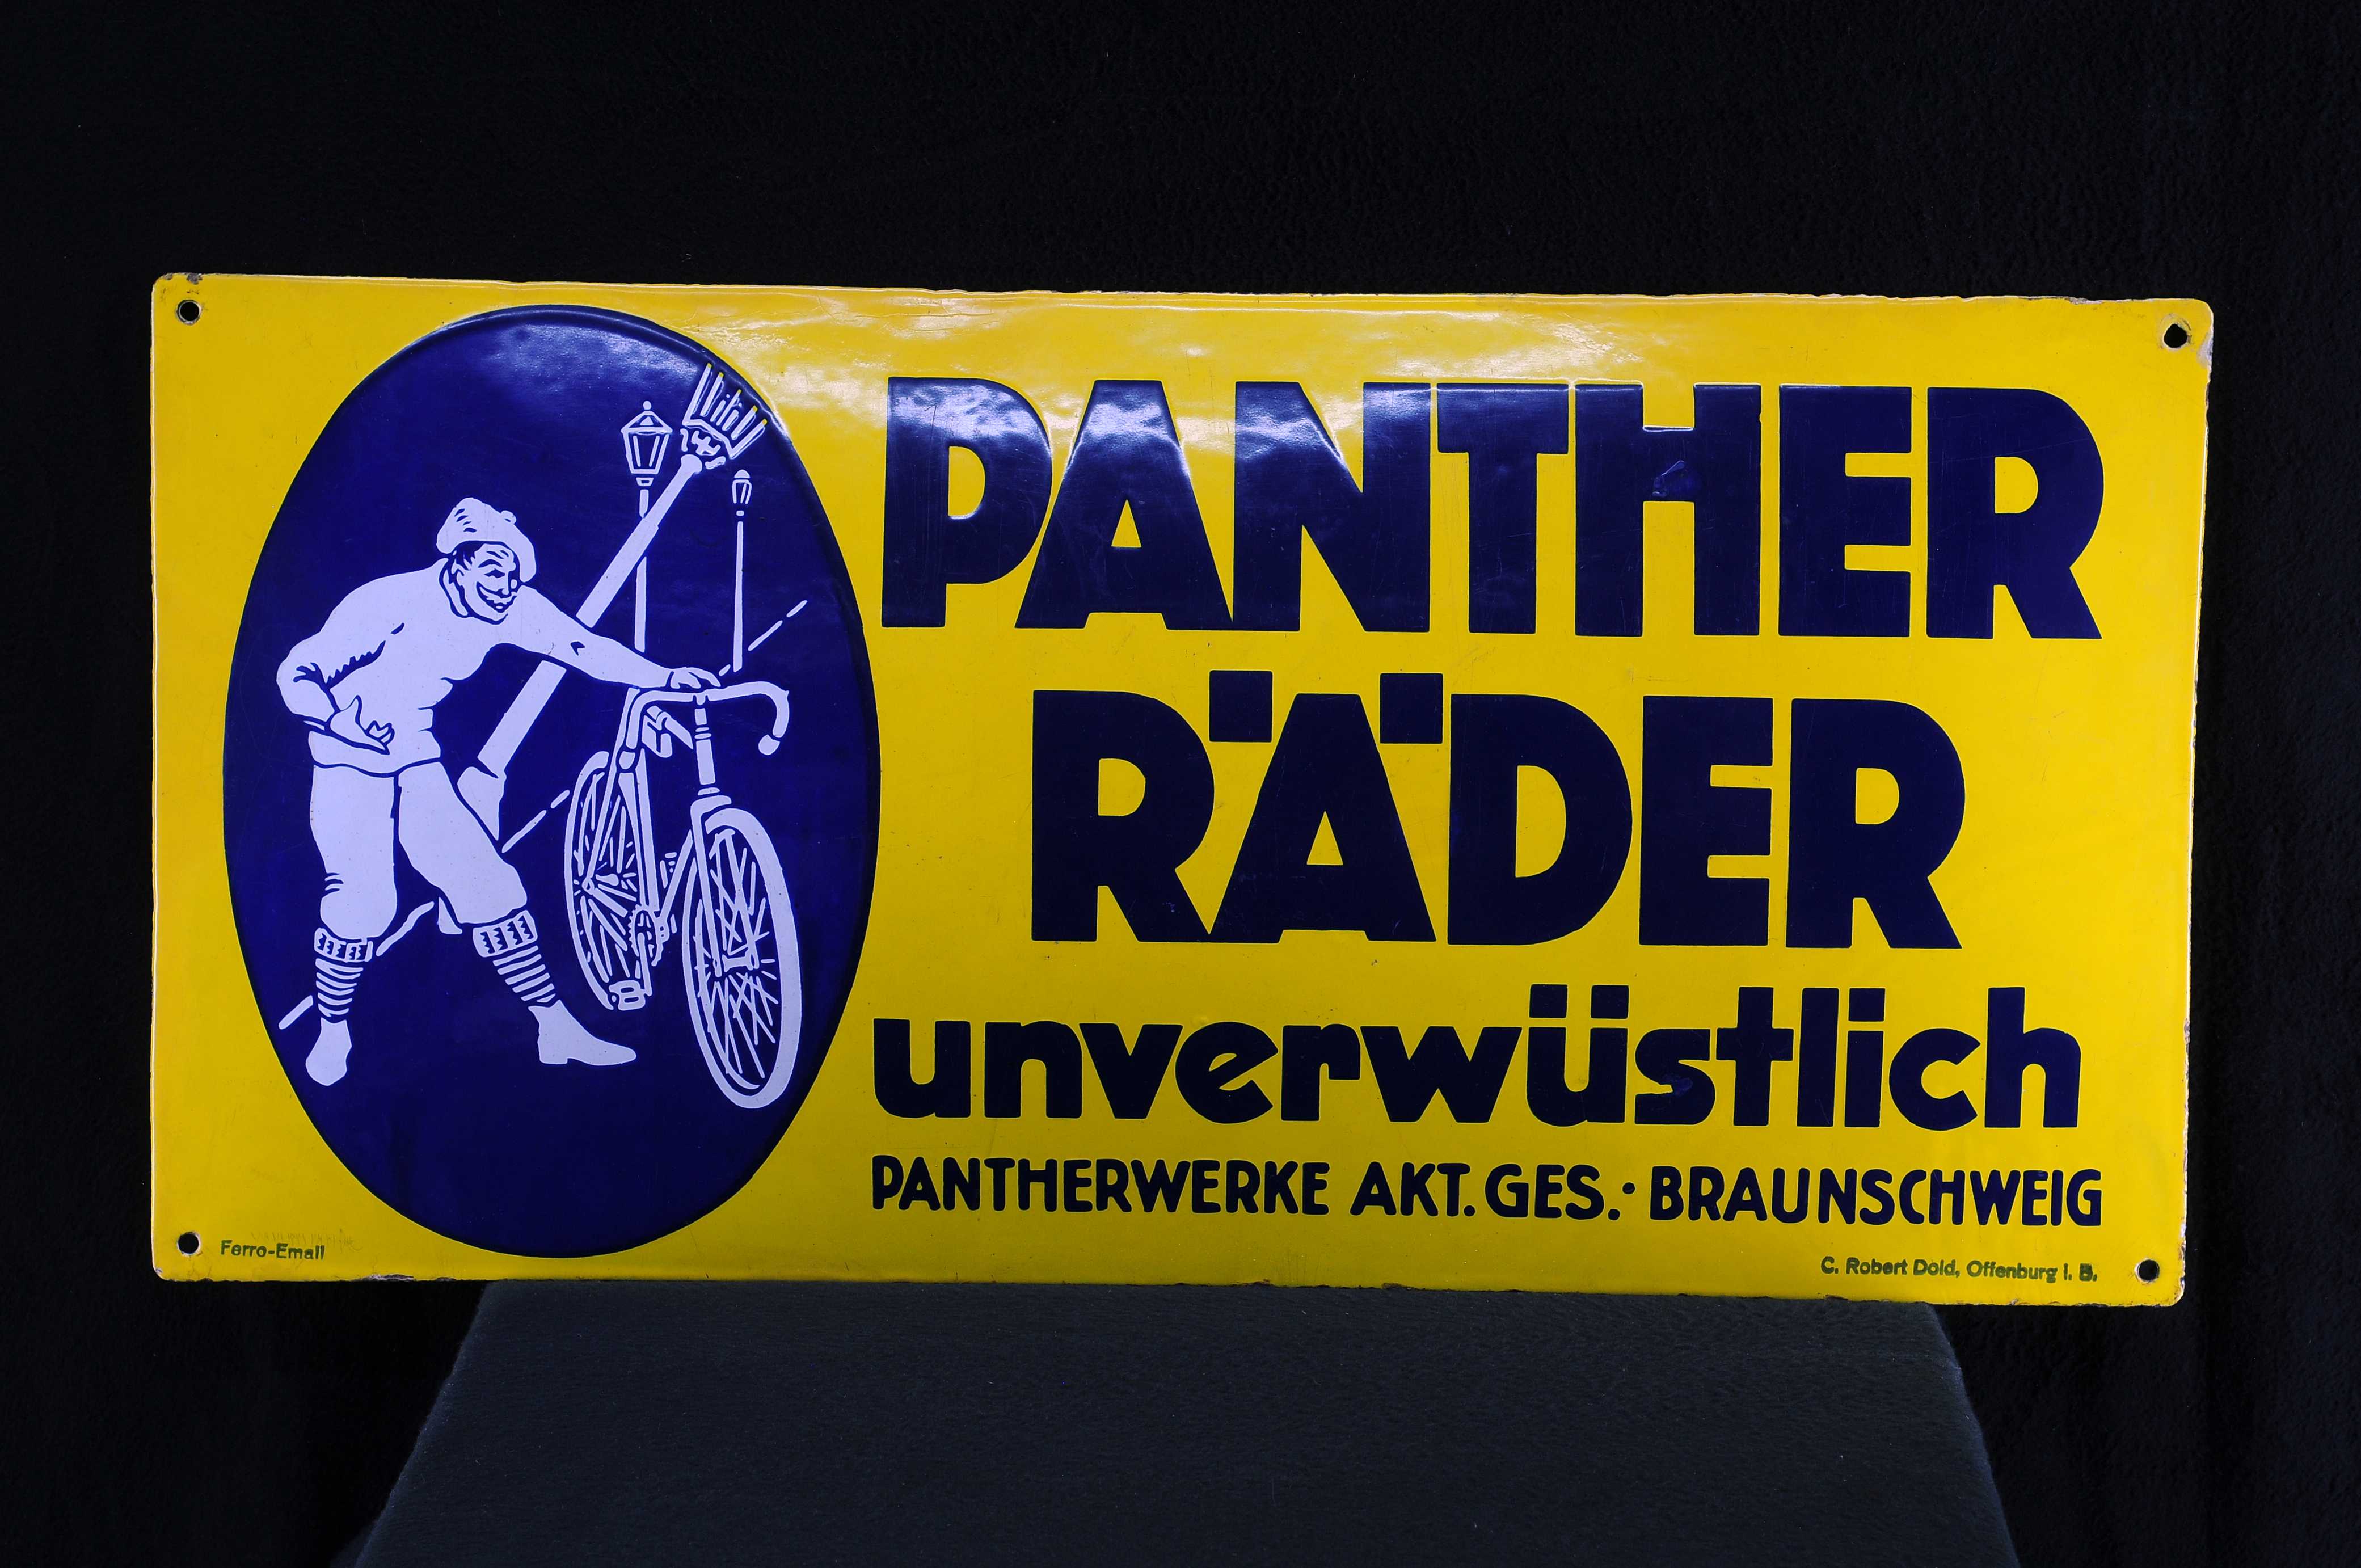 PANTHER
RÄDER
unverwüstlich
PANTHERWERKE AKT. GES.: BRAUNSCHWEIG
Ferro-Email
C. Robert Dold, Offenburg i. B.